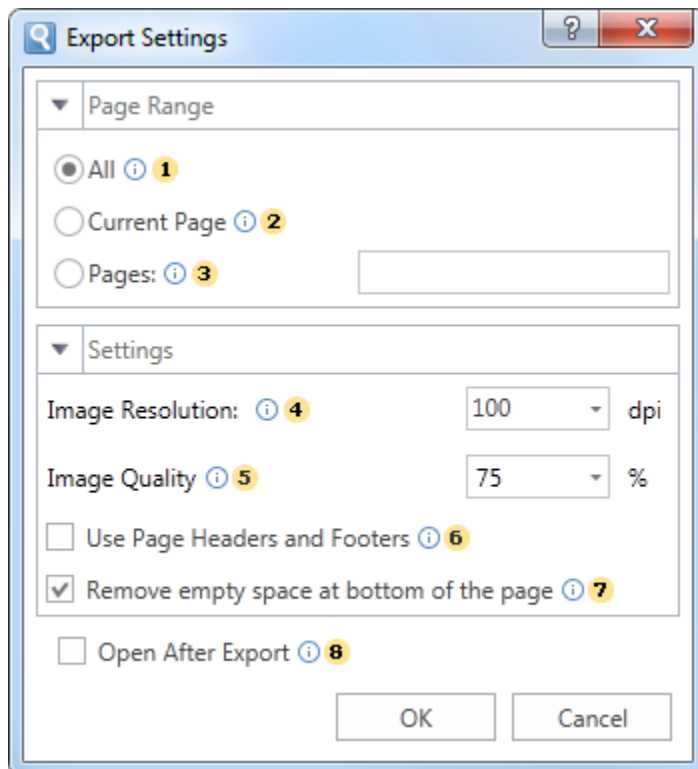 Export Settings
?
x
Page Range
All i 1
Current Page i 2
Pages: i 3
Settings
Image Resolution: i 4 100 dpi
Image Quality i 5 75 %
Use Page Headers and Footers i 6
Remove empty space at bottom of the page i 7
Open After Export i 8
OK Cancel